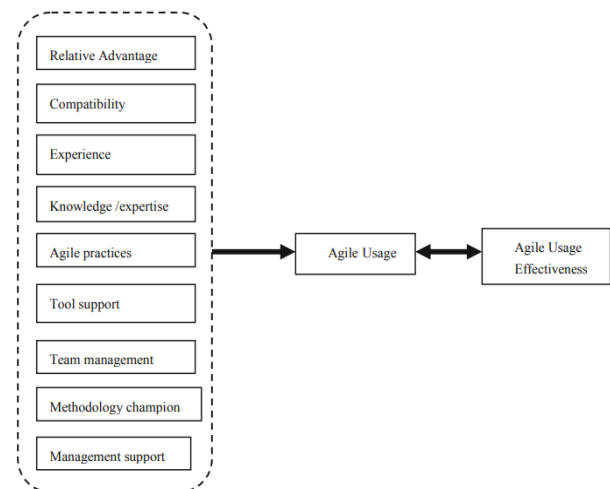 Relative Advantage
Compatibility
Experience
Knowledge /expertise
Agile practices
Tool support
Team management
Methodology champion
Management support
Agile Usage
Agile Usage
Effectiveness